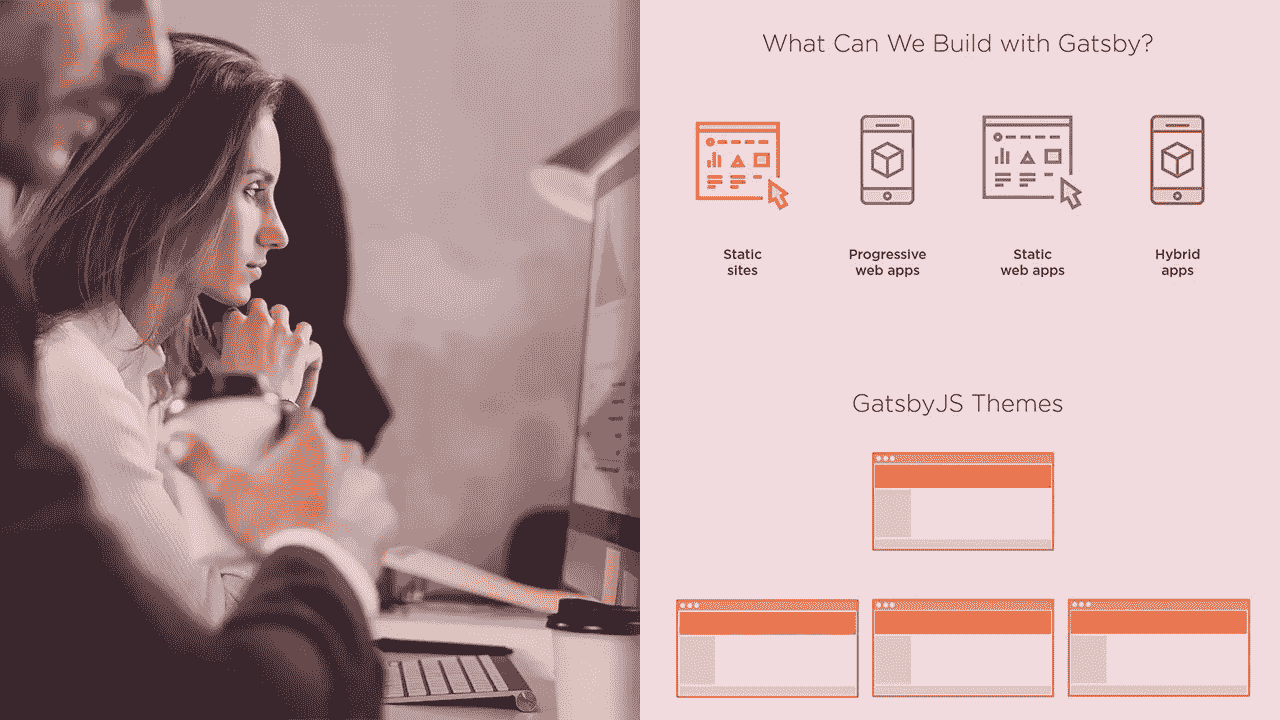 What Can We Build with Gatsby?
Static
sites
Progressive
web apps
Static
web apps
Hybrid
apps
GatsbyJS Themes